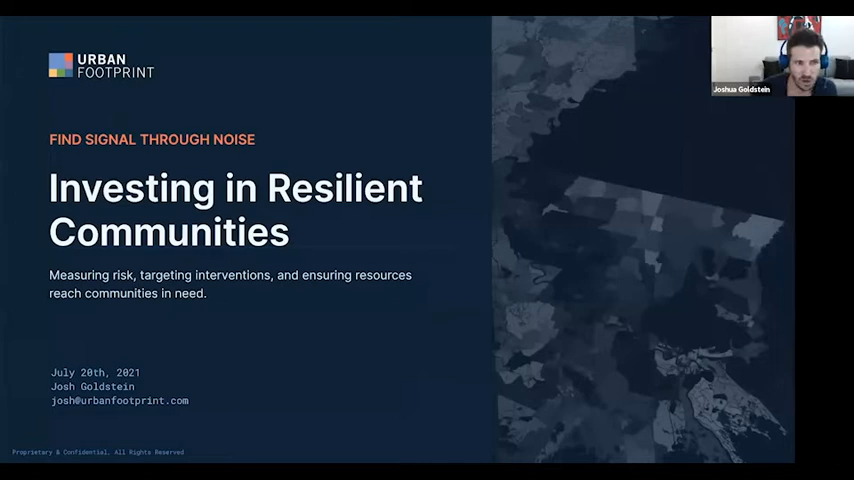 URBAN
FOOTPRINT
Joshua Goldstein
FIND SIGNAL THROUGH NOISE
Investing in Resilient
Communities
Measuring risk, targeting interventions, and ensuring resources
reach communities in need.
July 20th, 2021
Josh Goldstein
josh@urbanfootprint.com
Proprietary & Confidential, All Rights Reserved